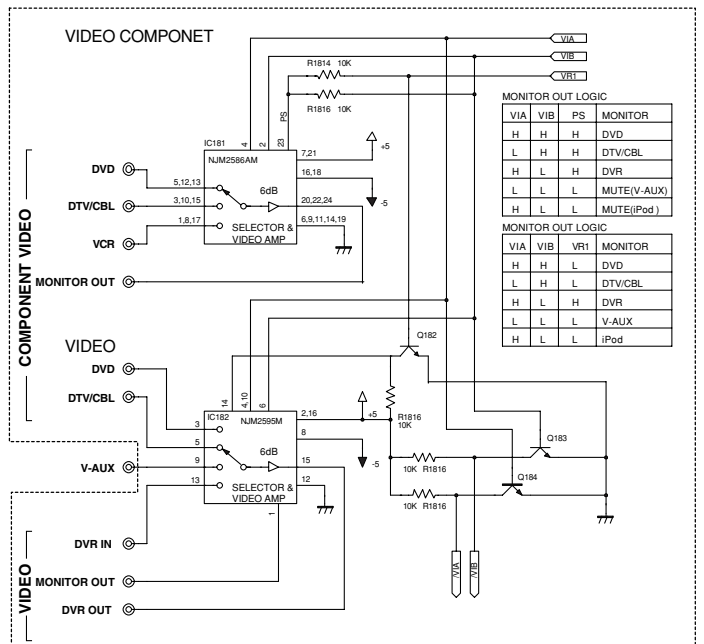 VIDEO COMPONET
VIA
VIB
VR1
R1814 10K
R1816 10K
PS
4
2
23
IC181
NJM2586AM
7,21
+5
16,18
-5
6dB
20,22,24
6,9,11,14,19
SELECTOR &
VIDEO AMP
COMPONENT VIDEO
DVD
5,12,13
DTV/CBL
3,10,15
VCR
1,8,17
MONITOR OUT
MONITOR OUT LOGIC
VIA VIB PS MONITOR
H H H DVD
L H H DTV/CBL
H L H DVR
L L L MUTE(V-AUX)
H L L MUTE(iPod )
MONITOR OUT LOGIC
VIA VIB VR1 MONITOR
H H L DVD
L H L DTV/CBL
H L H DVR
L L L V-AUX
H L L iPod
VIDEO
DVD
DTV/CBL
V-AUX
14
4,10
6
IC182
NJM2595M
3
5
9
13
6dB
SELECTOR &
VIDEO AMP
2,16
+5
8
-5
15
12
1
Q182
R1816
10K
Q183
10K R1816
Q184
10K R1816
/VIA
/VIB
VIDEO
DVR IN
MONITOR OUT
DVR OUT